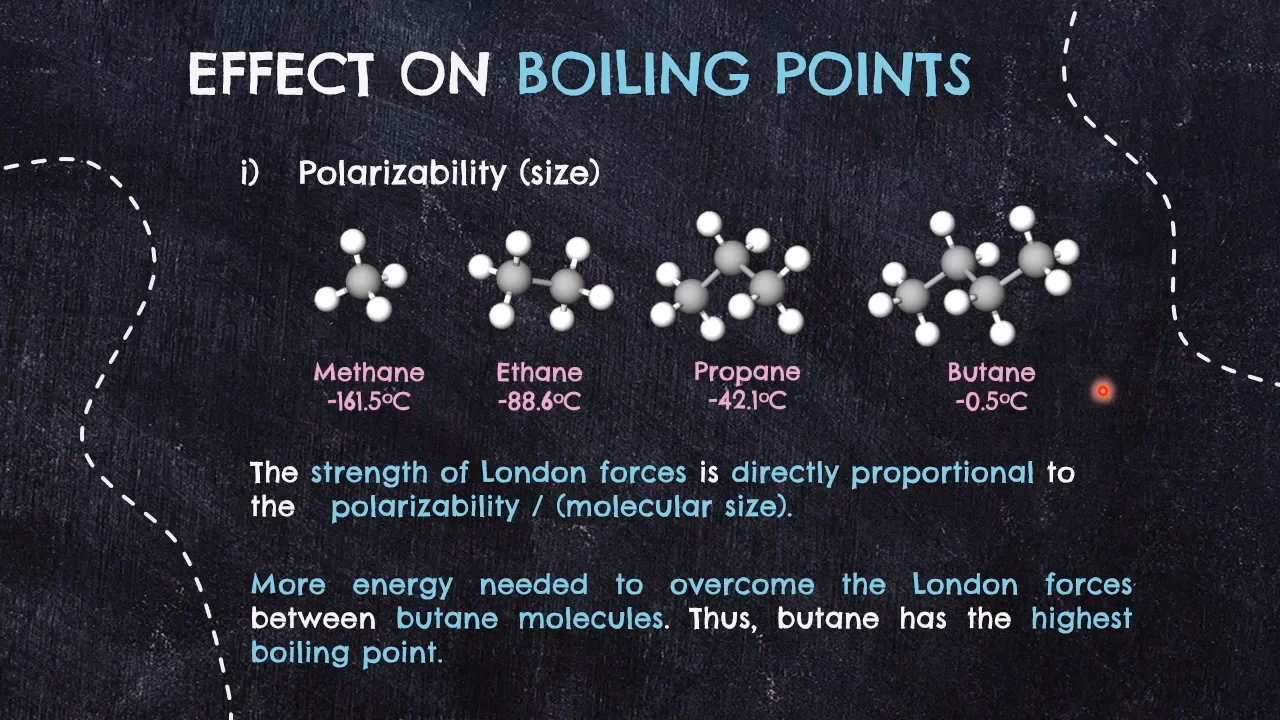 EFFECT ON BOILING POINTS
i) Polarizability (size)
Methane Ethane Propane Butane
-161.5ºC -88.6ºC -42.1ºC -0.5ºC
The strength of London forces is directly proportional to
the polarizability / (molecular size).
More energy needed to overcome the London forces
between butane molecules. Thus, butane has the highest
boiling point.